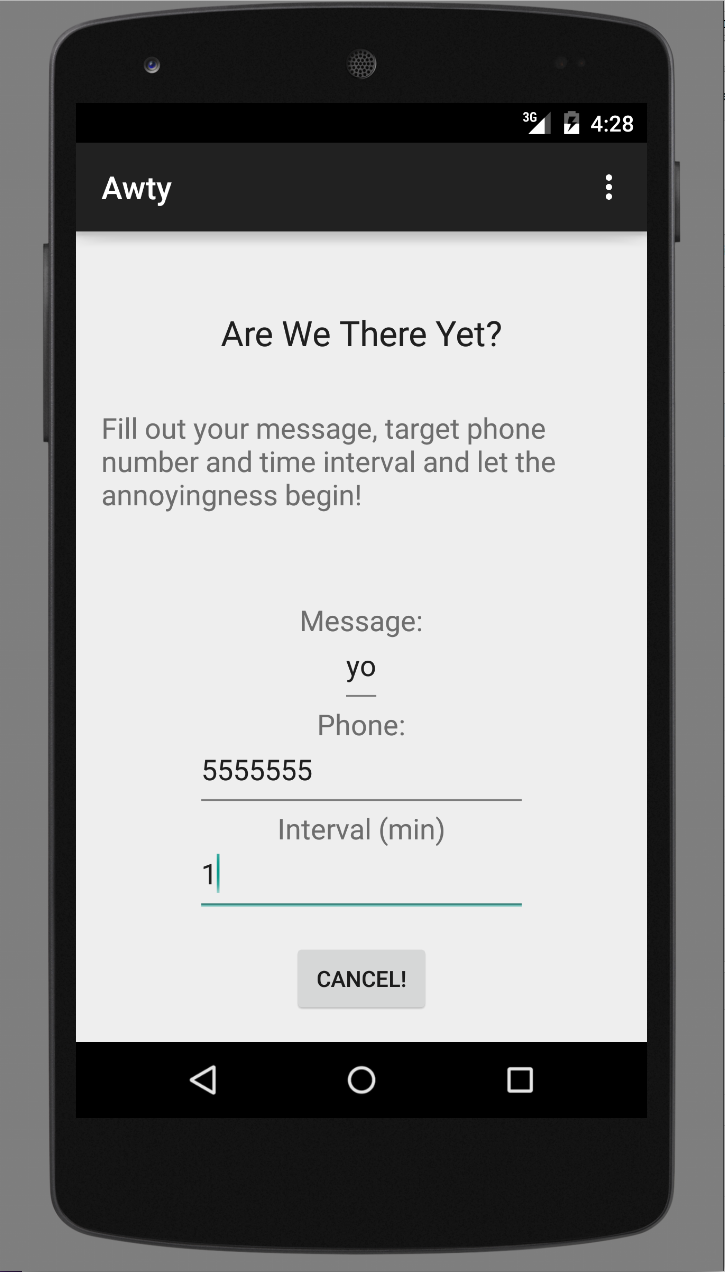 3G 4:28
Awty
Are We There Yet?
Fill out your message, target phone
number and time interval and let the
annoyingness begin!
Message:
yo
Phone:
5555555
Interval (min)
1
CANCEL!